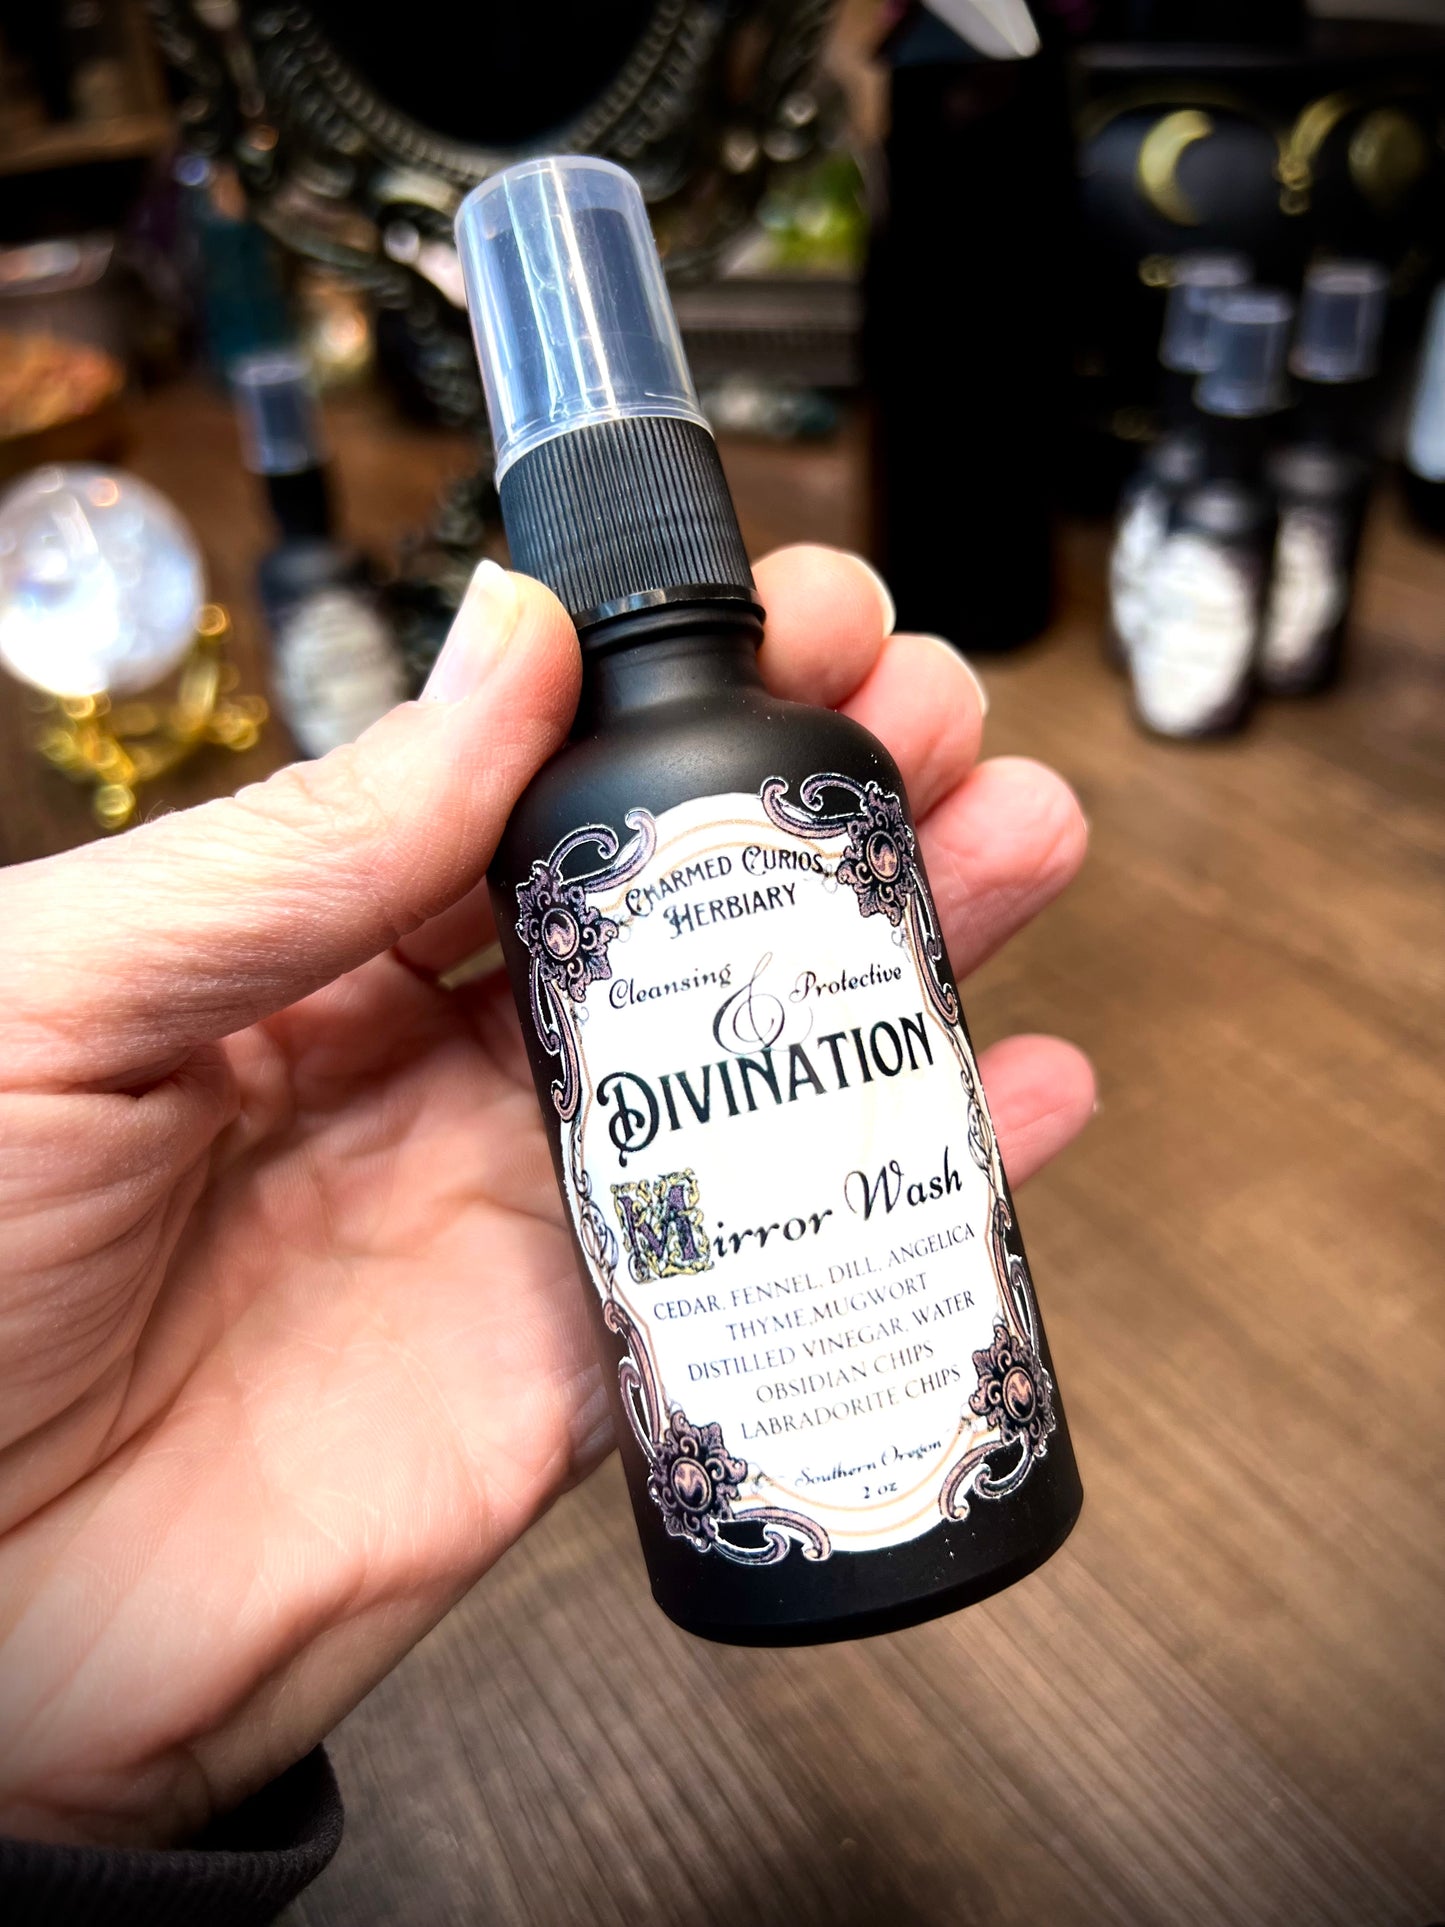 CHARMED CURIOS
HERBIARY
Cleansing & Protective
DIVINATION
Mirror Wash
CEDAR, FENNEL, DILL, ANGELICA
THYME,MUGWORT
DISTILLED VINEGAR, WATER
OBSIDIAN CHIPS
LABRADORITE CHIPS
Southern Oregon
2 oz